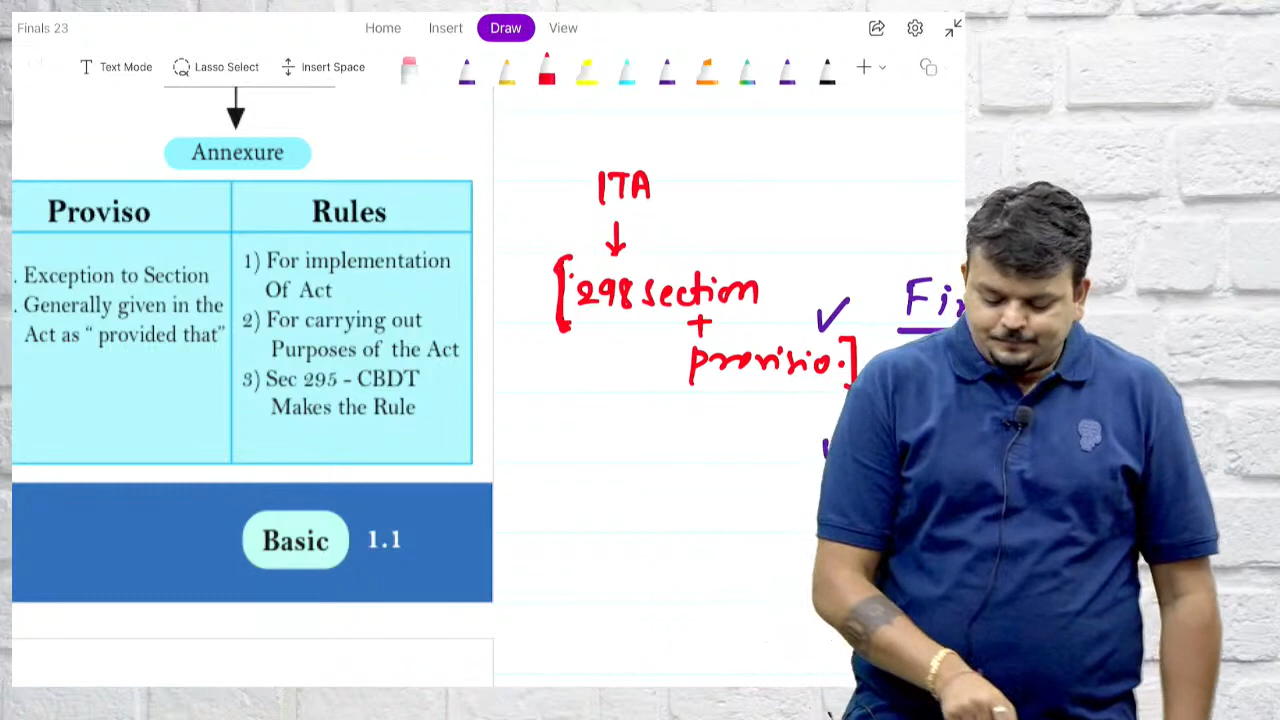 Finals 23
Home Insert Draw View
Text Mode Lasso Select Insert Space
Annexure
Proviso Rules
. Exception to Section
. Generally given in the
Act as “ provided that”
1) For implementation
Of Act
2) For carrying out
Purposes of the Act
3) Sec 295 - CBDT
Makes the Rule
Basic 1.1
ITA
[298 section
+
provisio.]